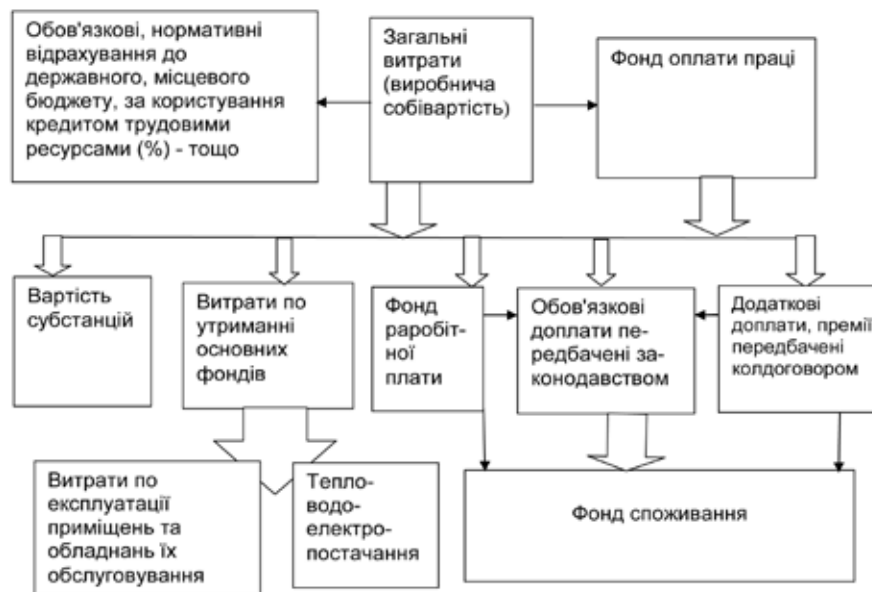 Обов'язкові, нормативні
відрахування до
державного, місцевого
бюджету, за користування
кредитом трудовими
ресурсами (%) - тощо
Загальні
витрати
(виробнича
собівартість)
Фонд оплати праці
Вартість
субстанцій
Витрати по
утриманні
основних
фондів
Фонд
раробіт-
ної
плати
Обов'язкові
доплати пе-
редбачені за-
конодавством
Додаткові
доплати, премії
передбачені
колдоговором
Витрати по
експлуатації
приміщень та
обладнань їх
обслуговування
Тепло-
водо-
електро-
постачання
Фонд споживання